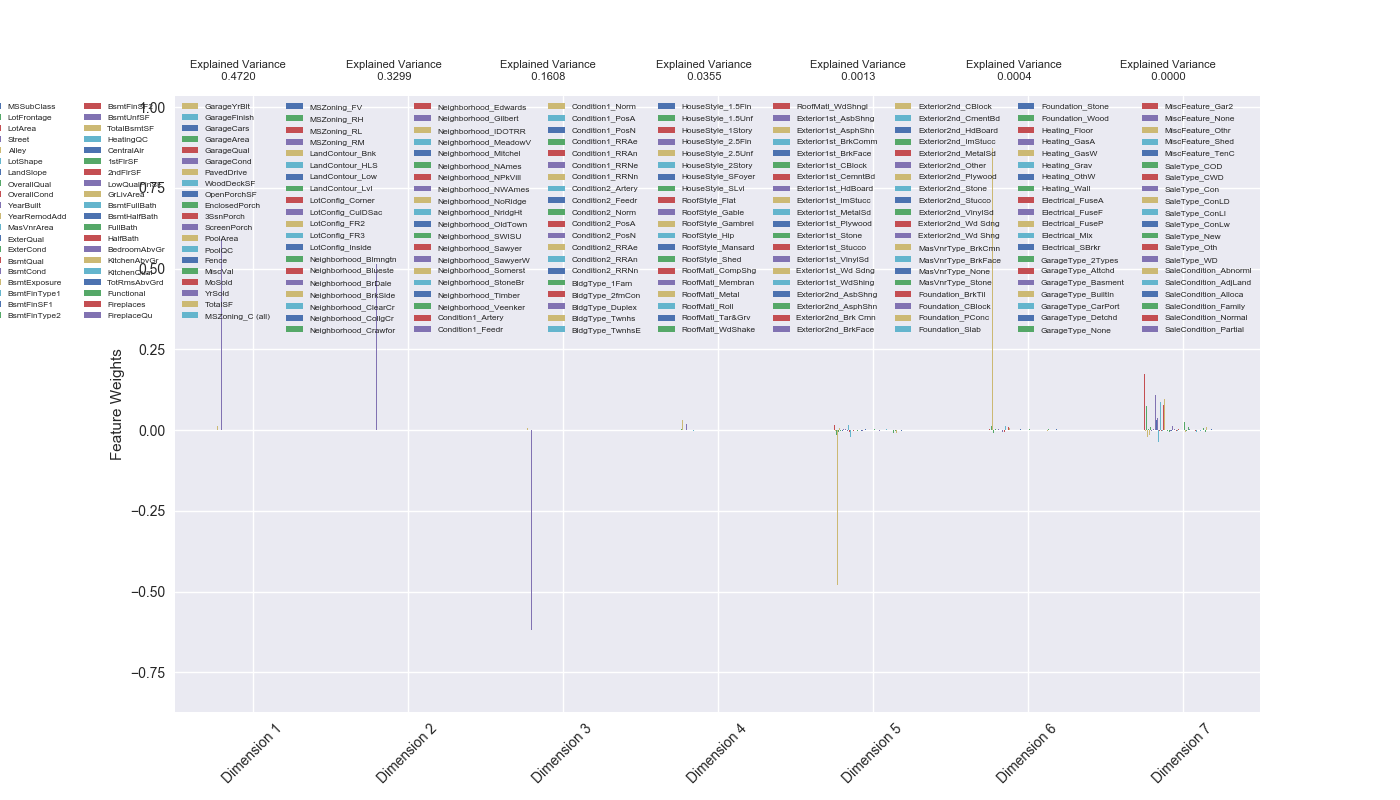 Explained Variance
0.4720
Explained Variance
0.3299
Explained Variance
0.1608
Explained Variance
0.0355
Explained Variance
0.0013
Explained Variance
0.0004
Explained Variance
0.0000
MSSubClass
LotFrontage
LotArea
Street
Alley
LotShape
LandSlope
OverallQual
OverallCond
YearBuilt
YearRemodAdd
MasVnrArea
ExterQual
ExterCond
BsmtQual
BsmtCond
BsmtExposure
BsmtFinType1
BsmtFinSF1
BsmtFinType2
BsmtFinSF2
BsmtUnfSF
TotalBsmtSF
HeatingQC
CentralAir
1stFlrSF
2ndFlrSF
LowQualFinSF
GrLivArea
BsmtFullBath
BsmtHalfBath
FullBath
HalfBath
BedroomAbvGr
KitchenAbvGr
KitchenQual
TotRmsAbvGrd
Functional
Fireplaces
FireplaceQu
GarageYrBlt
GarageFinish
GarageCars
GarageArea
GarageQual
GarageCond
PavedDrive
WoodDeckSF
OpenPorchSF
EnclosedPorch
3SsnPorch
ScreenPorch
PoolArea
PoolQC
Fence
MiscVal
MoSold
YrSold
TotalSF
MSZoning_C (all)
MSZoning_FV
MSZoning_RH
MSZoning_RL
MSZoning_RM
LandContour_Bnk
LandContour_HLS
LandContour_Low
LandContour_Lvl
LotConfig_Corner
LotConfig_CulDSac
LotConfig_FR2
LotConfig_FR3
LotConfig_Inside
Neighborhood_Blmngtn
Neighborhood_Blueste
Neighborhood_BrDale
Neighborhood_BrkSide
Neighborhood_ClearCr
Neighborhood_CollgCr
Neighborhood_Crawfor
Neighborhood_Edwards
Neighborhood_Gilbert
Neighborhood_IDOTRR
Neighborhood_MeadowV
Neighborhood_Mitchel
Neighborhood_NAmes
Neighborhood_NPkVill
Neighborhood_NWAmes
Neighborhood_NoRidge
Neighborhood_NridgHt
Neighborhood_OldTown
Neighborhood_SWISU
Neighborhood_Sawyer
Neighborhood_SawyerW
Neighborhood_Somerst
Neighborhood_StoneBr
Neighborhood_Timber
Neighborhood_Veenker
Condition1_Artery
Condition1_Feedr
Condition1_Norm
Condition1_PosA
Condition1_PosN
Condition1_RRAe
Condition1_RRAn
Condition1_RRNe
Condition1_RRNn
Condition2_Artery
Condition2_Feedr
Condition2_Norm
Condition2_PosA
Condition2_PosN
Condition2_RRAe
Condition2_RRAn
Condition2_RRNn
BldgType_1Fam
BldgType_2fmCon
BldgType_Duplex
BldgType_Twnhs
BldgType_TwnhsE
HouseStyle_1.5Fin
HouseStyle_1.5Unf
HouseStyle_1Story
HouseStyle_2.5Fin
HouseStyle_2.5Unf
HouseStyle_2Story
HouseStyle_SFoyer
HouseStyle_SLvl
RoofStyle_Flat
RoofStyle_Gable
RoofStyle_Gambrel
RoofStyle_Hip
RoofStyle_Mansard
RoofStyle_Shed
RoofMatl_CompShg
RoofMatl_Membran
RoofMatl_Metal
RoofMatl_Roll
RoofMatl_Tar&Grv
RoofMatl_WdShake
RoofMatl_WdShngl
Exterior1st_AsbShng
Exterior1st_AsphShn
Exterior1st_BrkComm
Exterior1st_BrkFace
Exterior1st_CBlock
Exterior1st_CemntBd
Exterior1st_HdBoard
Exterior1st_ImStucc
Exterior1st_MetalSd
Exterior1st_Plywood
Exterior1st_Stone
Exterior1st_Stucco
Exterior1st_VinylSd
Exterior1st_Wd Sdng
Exterior1st_WdShing
Exterior2nd_AsbShng
Exterior2nd_AsphShn
Exterior2nd_Brk Cmn
Exterior2nd_BrkFace
Exterior2nd_CBlock
Exterior2nd_CmentBd
Exterior2nd_HdBoard
Exterior2nd_ImStucc
Exterior2nd_MetalSd
Exterior2nd_Other
Exterior2nd_Plywood
Exterior2nd_Stone
Exterior2nd_Stucco
Exterior2nd_VinylSd
Exterior2nd_Wd Sdng
Exterior2nd_Wd Shng
MasVnrType_BrkCmn
MasVnrType_BrkFace
MasVnrType_None
MasVnrType_Stone
Foundation_BrkTil
Foundation_CBlock
Foundation_PConc
Foundation_Slab
Foundation_Stone
Foundation_Wood
Heating_Floor
Heating_GasA
Heating_GasW
Heating_Grav
Heating_OthW
Heating_Wall
Electrical_FuseA
Electrical_FuseF
Electrical_FuseP
Electrical_Mix
Electrical_SBrkr
GarageType_2Types
GarageType_Attchd
GarageType_Basment
GarageType_BuiltIn
GarageType_CarPort
GarageType_Detchd
GarageType_None
MiscFeature_Gar2
MiscFeature_None
MiscFeature_Othr
MiscFeature_Shed
MiscFeature_TenC
SaleType_COD
SaleType_CWD
SaleType_Con
SaleType_ConLD
SaleType_ConLI
SaleType_ConLw
SaleType_New
SaleType_Oth
SaleType_WD
SaleCondition_Abnorml
SaleCondition_AdjLand
SaleCondition_Alloca
SaleCondition_Family
SaleCondition_Normal
SaleCondition_Partial
1.00
0.75
0.50
0.25
0.00
−0.25
−0.50
−0.75
Feature Weights
Dimension 1
Dimension 2
Dimension 3
Dimension 4
Dimension 5
Dimension 6
Dimension 7